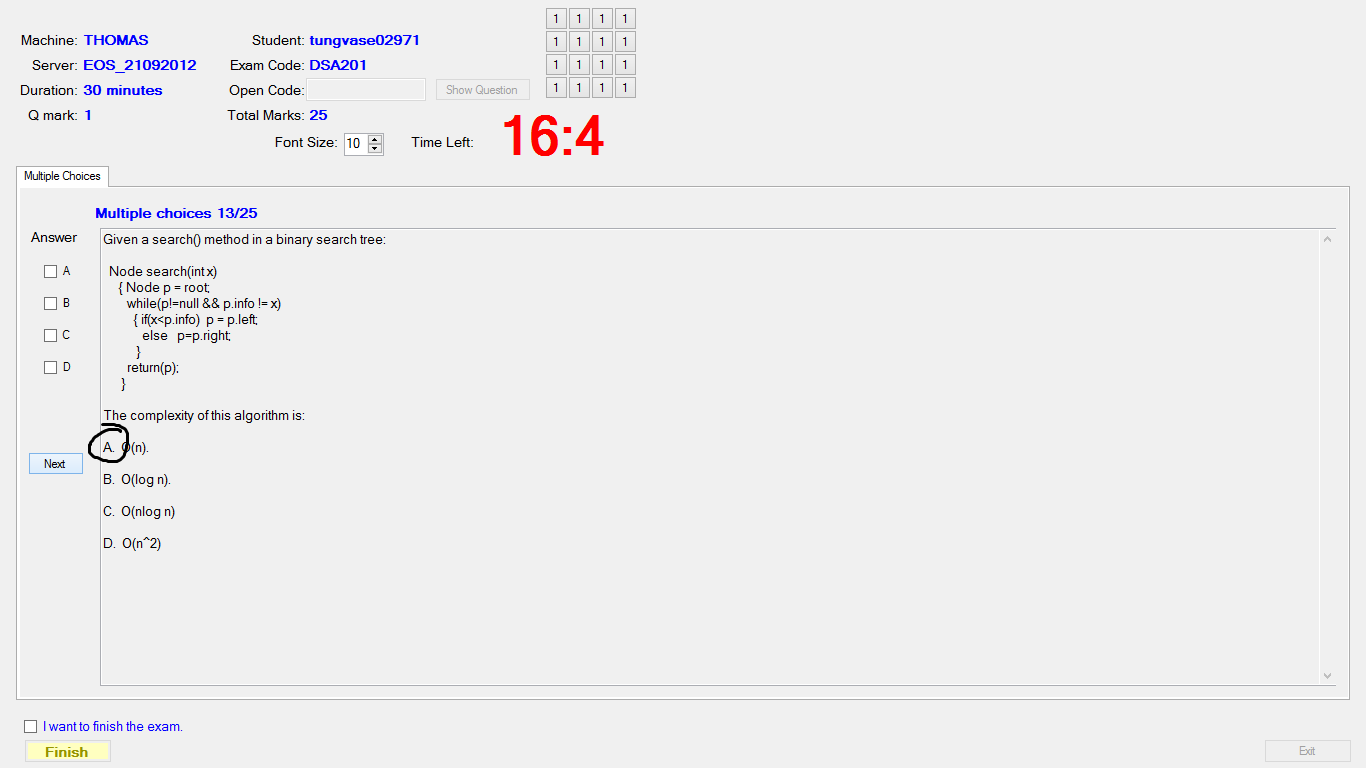 Machine: THOMAS
Student: tungvase02971
Server: EOS_21092012
Exam Code: DSA201
Duration: 30 minutes
Open Code:
Show Question
Q mark: 1
Total Marks: 25
Font Size: 10
Time Left: 16:4
1 1 1 1
1 1 1 1
1 1 1 1
1 1 1 1
Multiple Choices
Multiple choices 13/25
Answer
A
B
C
D
Next
Given a search() method in a binary search tree:
Node search(int x)
{ Node p = root;
while(p!=null && p.info != x)
{ if(x<p.info) p = p.left;
else p=p.right;
}
return(p);
}
The complexity of this algorithm is:
A. O(n).
B. O(log n).
C. O(nlog n)
D. O(n^2)
I want to finish the exam.
Finish
Exit